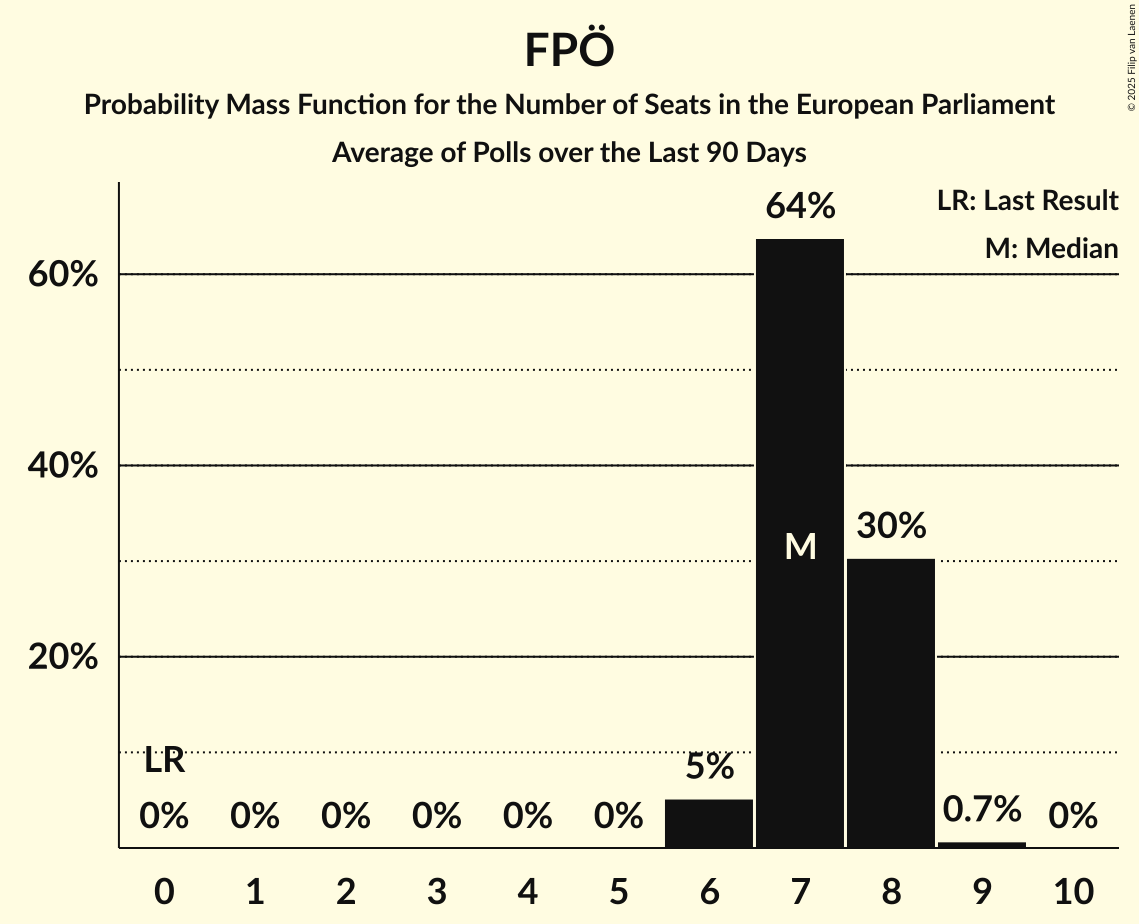 © 2025 Filip van Laenen
FPÖ
Probability Mass Function for the Number of Seats in the European Parliament
Average of Polls over the Last 90 Days
LR: Last Result
M: Median
64%
60%
40%
30%
M
20%
LR
5%
0% 0% 0% 0% 0% 0% 0.7% 0%
0 1 2 3 4 5 6 7 8 9 10